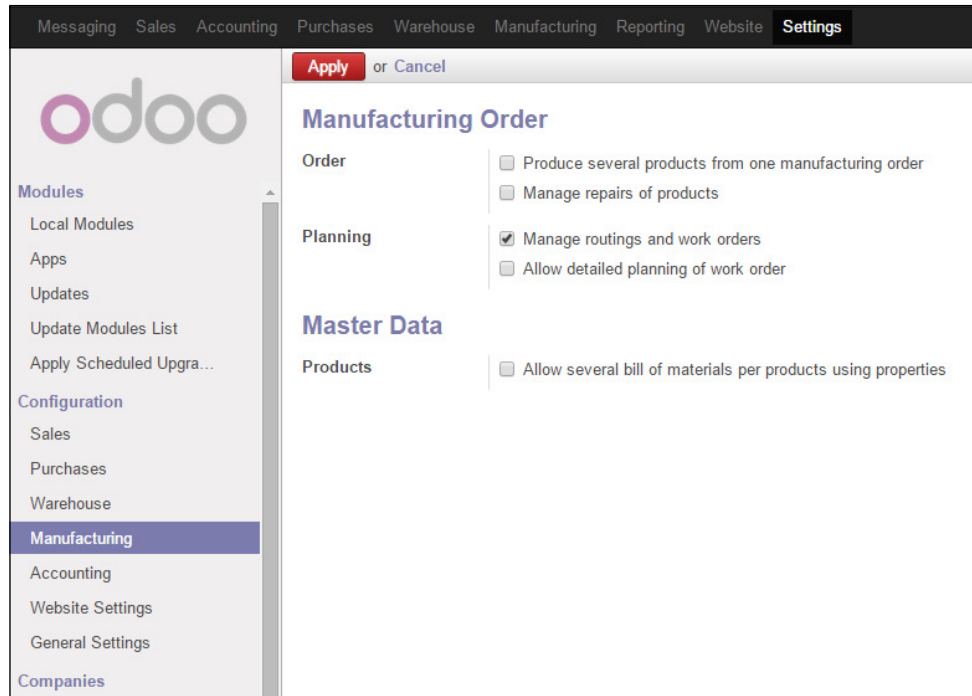 Messaging Sales Accounting Purchases Warehouse Manufacturing Reporting Website Settings
Apply or Cancel
odoo
Modules
Local Modules
Apps
Updates
Update Modules List
Apply Scheduled Upgra...
Configuration
Sales
Purchases
Warehouse
Manufacturing
Accounting
Website Settings
General Settings
Companies
Manufacturing Order
Order
Produce several products from one manufacturing order
Manage repairs of products
Planning
Manage routings and work orders
Allow detailed planning of work order
Master Data
Products
Allow several bill of materials per products using properties